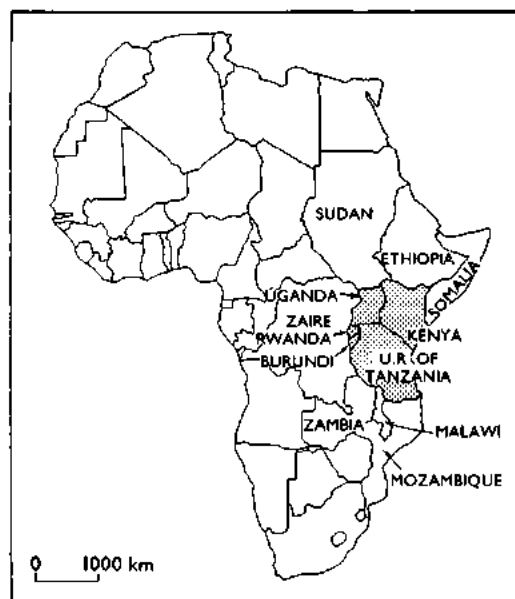 SUDAN
ETHIOPIA
SOMALIA
UGANDA
ZAIRE
KENYA
RWANDA
BURUNDI
U.R. OF
TANZANIA
ZAMBIA
MALAWI
MOZAMBIQUE
0 1000 km